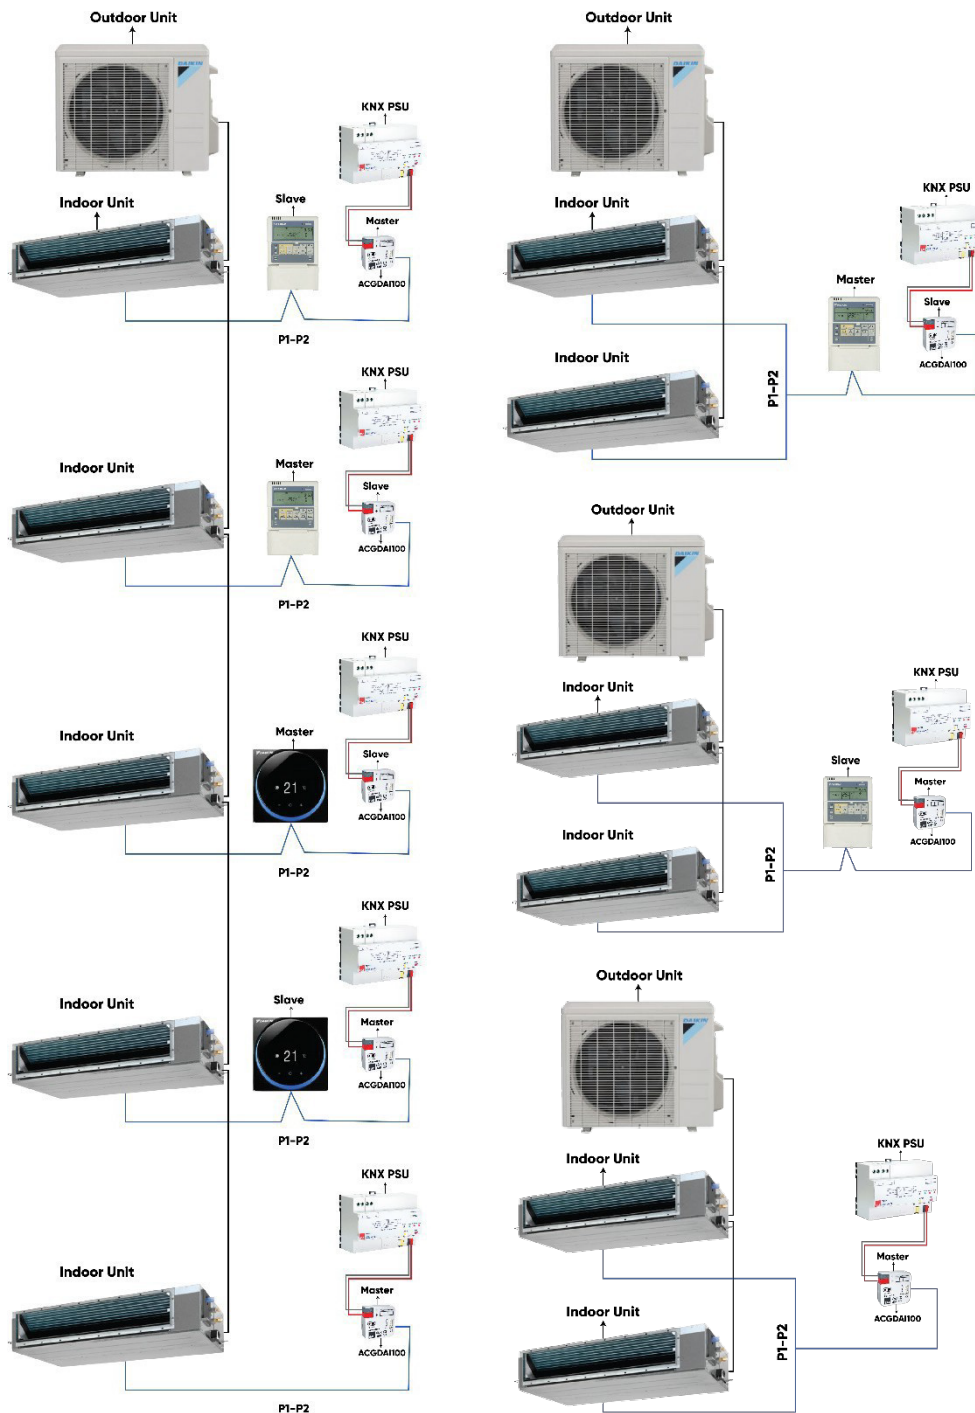 Outdoor Unit
DAIKIN
KNX PSU
Indoor Unit
Slave
Master
ACGDAI100
P1-P2
KNX PSU
Indoor Unit
Master
Slave
ACGDAI100
P1-P2
KNX PSU
Indoor Unit
Master
21
Slave
ACGDAI100
P1-P2
KNX PSU
Indoor Unit
Slave
21
Master
ACGDAI100
P1-P2
KNX PSU
Indoor Unit
Master
ACGDAI100
P1-P2
Outdoor Unit
DAIKIN
KNX PSU
Indoor Unit
Master
Slave
ACGDAI100
Indoor Unit
P1-P2
Outdoor Unit
DAIKIN
KNX PSU
Indoor Unit
Slave
Master
ACGDAI100
Indoor Unit
P1-P2
Outdoor Unit
DAIKIN
KNX PSU
Indoor Unit
Master
ACGDAI100
Indoor Unit
P1-P2